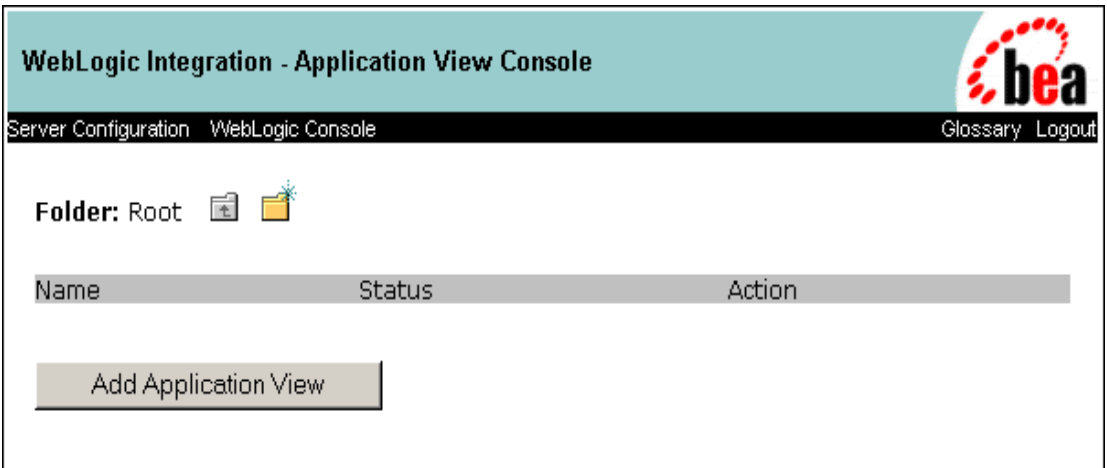 WebLogic Integration - Application View Console
bea
Server Configuration WebLogic Console Glossary Logout
Folder: Root
Name Status Action
Add Application View